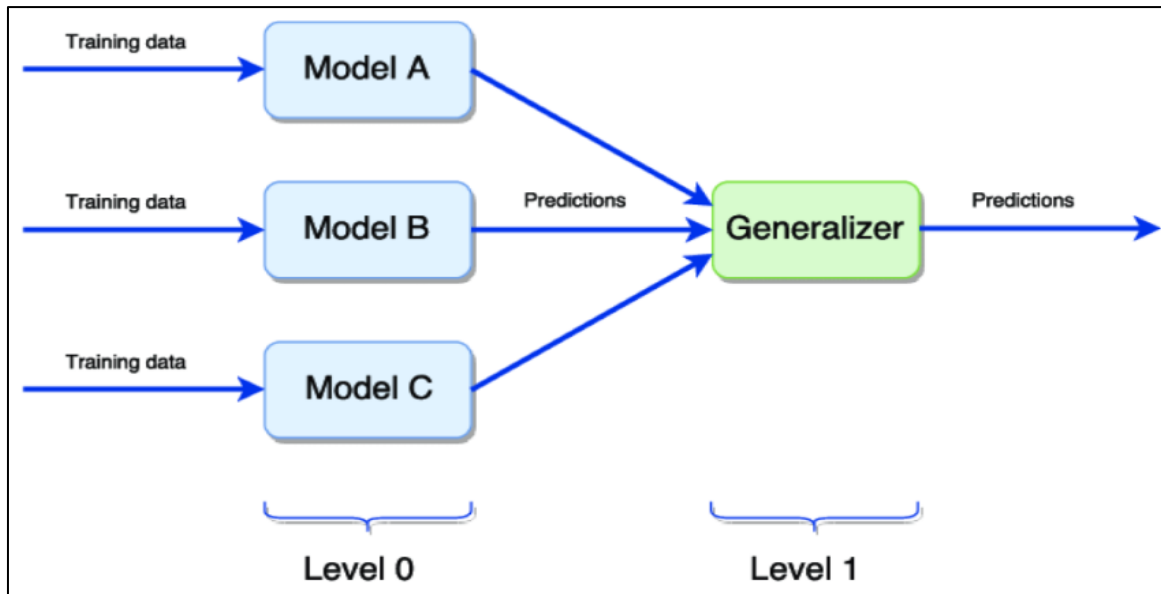 Training data
Model A
Training data
Model B
Predictions
Generalizer
Predictions
Training data
Model C
Level 0
Level 1